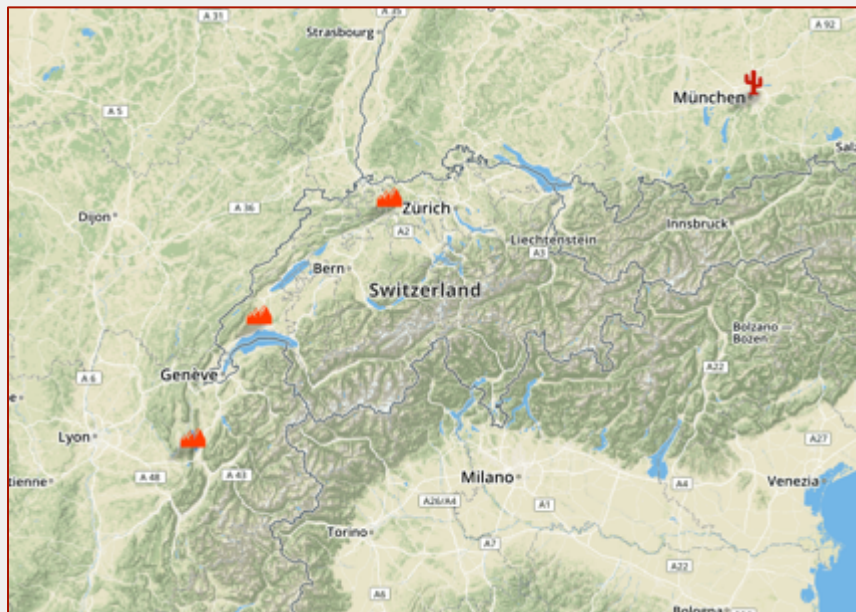 A 31
A 35
Strasbourg
A 92
München
A 5
Salz
A 36
Zürich
Dijon
A2
Innsbruck
Liechtenstein
A3
Bern
Switzerland
Bolzano —
Bozen
Genève
A22
A 6
e
Lyon
A27
A 48
A 43
Milano
A4
Venezia
tienne
A26/A4
A1
Torino
A7
A22
A6
Bologna